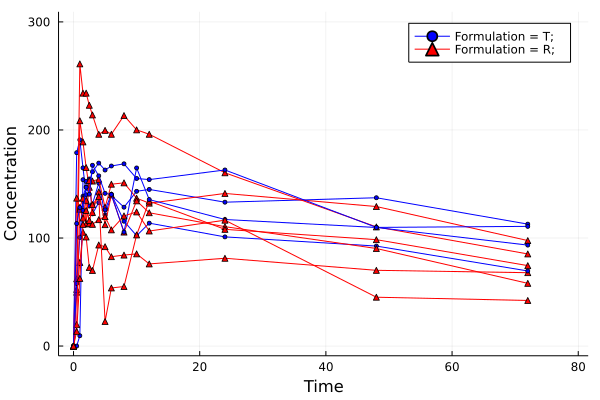 300
Formulation = T;
Formulation = R;
200
Concentration
100
0
0 20 40 60 80
Time